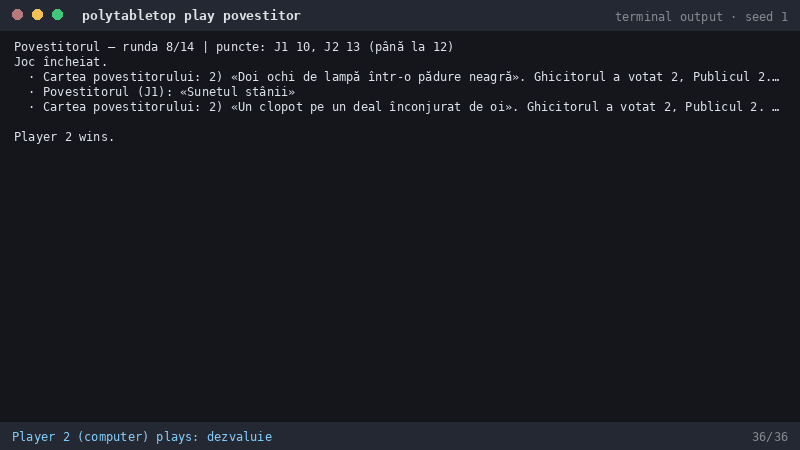 polytabletop play povestitor
terminal output · seed 1
Povestitorul — runda 8/14 | puncte: J1 10, J2 13 (până la 12)
Joc încheiat.
· Cartea povestitorului: 2) «Doi ochi de lampă într-o pădure neagră». Ghicitorul a votat 2, Publicul 2.…
· Povestitorul (J1): «Sunetul stânii»
· Cartea povestitorului: 2) «Un clopot pe un deal înconjurat de oi». Ghicitorul a votat 2, Publicul 2. …
Player 2 wins.
Player 2 (computer) plays: dezvaluie
36/36